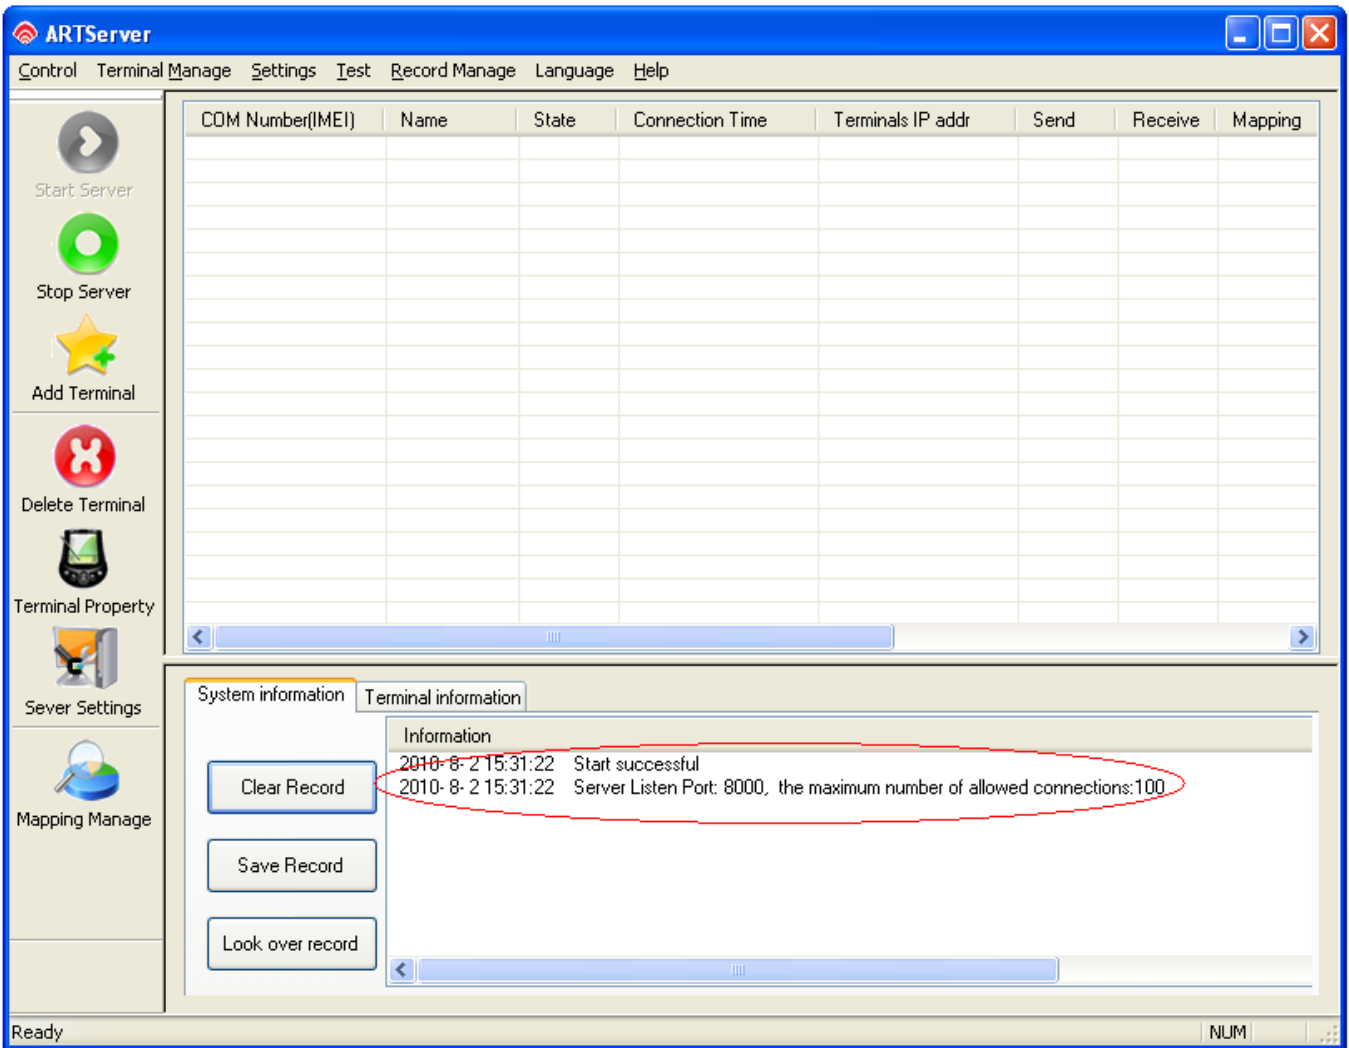 ARTServer
Control Terminal Manage Settings Test Record Manage Language Help
COM Number(IMEI) Name State Connection Time Terminals IP addr Send Receive Mapping
Start Server
Stop Server
Add Terminal
Delete Terminal
Terminal Property
Sever Settings
Mapping Manage
System information Terminal information
Information
2010- 8- 2 15:31:22 Start successful
2010- 8- 2 15:31:22 Server Listen Port: 8000, the maximum number of allowed connections:100
Clear Record
Save Record
Look over record
Ready NUM